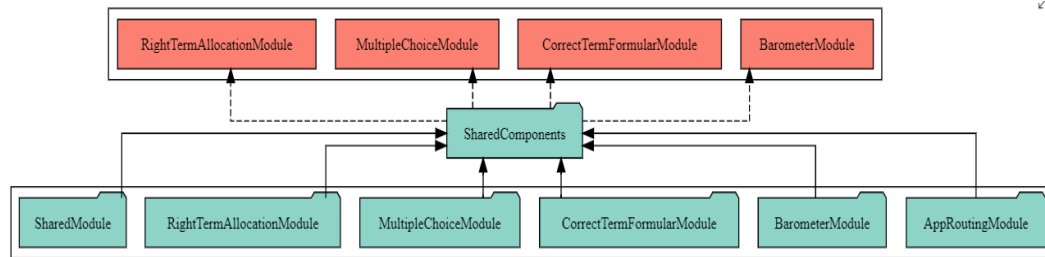 RightTermAllocationModule
MultipleChoiceModule
CorrectTermFormularModule
BarometerModule
SharedComponents
SharedModule
RightTermAllocationModule
MultipleChoiceModule
CorrectTermFormularModule
BarometerModule
AppRoutingModule